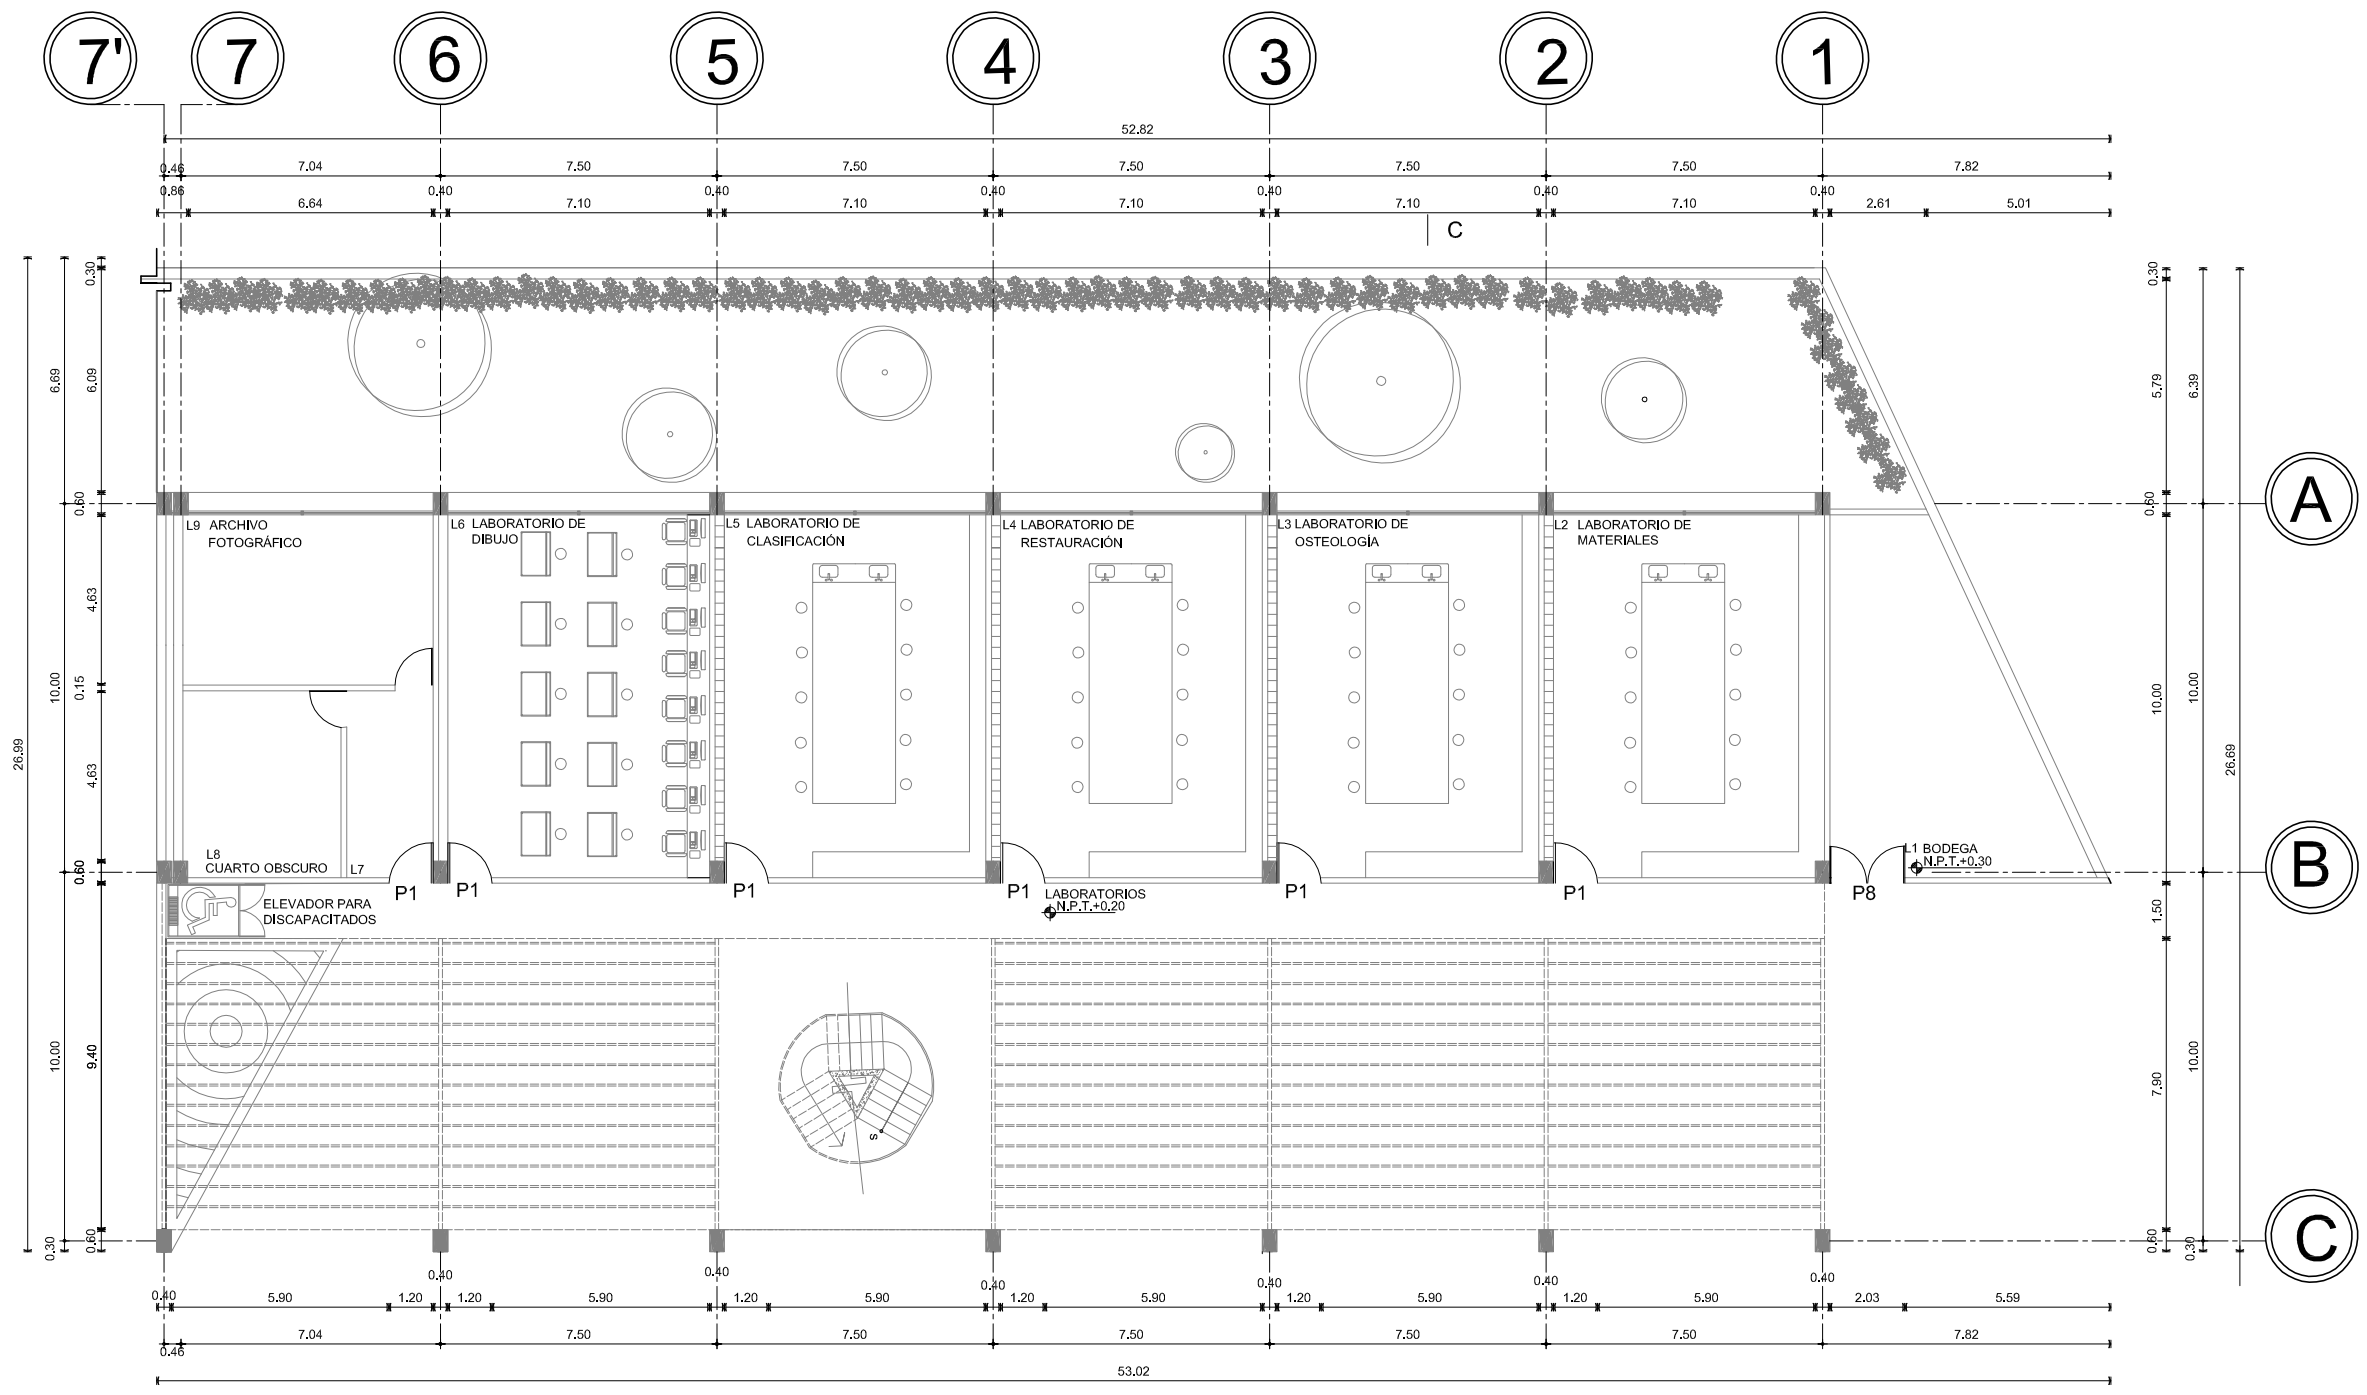 7' 7 6 5 4 3 2 1
52.82
0.46 7.04 7.50 7.50 7.50 7.50 7.50 7.82
0.86 0.40 0.40 0.40 0.40 0.40 0.40
6.64 7.10 7.10 7.10 7.10 7.10 2.61 5.01
C
26.99
6.69
10.00
10.00
0.30
0.30
6.09
0.60
4.63
0.15
4.63
0.60
9.40
0.60
L9 ARCHIVO
FOTOGRÁFICO
L6 LABORATORIO DE
DIBUJO
L5 LABORATORIO DE
CLASIFICACIÓN
L4 LABORATORIO DE
RESTAURACIÓN
L3 LABORATORIO DE
OSTEOLOGÍA
L2 LABORATORIO DE
MATERIALES
L8
CUARTO OBSCURO
L7
L1 BODEGA
N.P.T.+0.30
P1 P1 P1 P1 P1 P1 P8
LABORATORIOS
N.P.T.+0.20
ELEVADOR PARA
DISCAPACITADOS
S
0.30
5.79
0.60
10.00
1.50
7.90
0.60
6.39
10.00
10.00
0.30
26.69
A
B
C
0.40 0.40 0.40 0.40 0.40 0.40 0.40
5.90 1.20 1.20 5.90 1.20 5.90 1.20 5.90 1.20 5.90 1.20 5.90 2.03 5.59
7.04 7.50 7.50 7.50 7.50 7.50 7.82
0.46
53.02